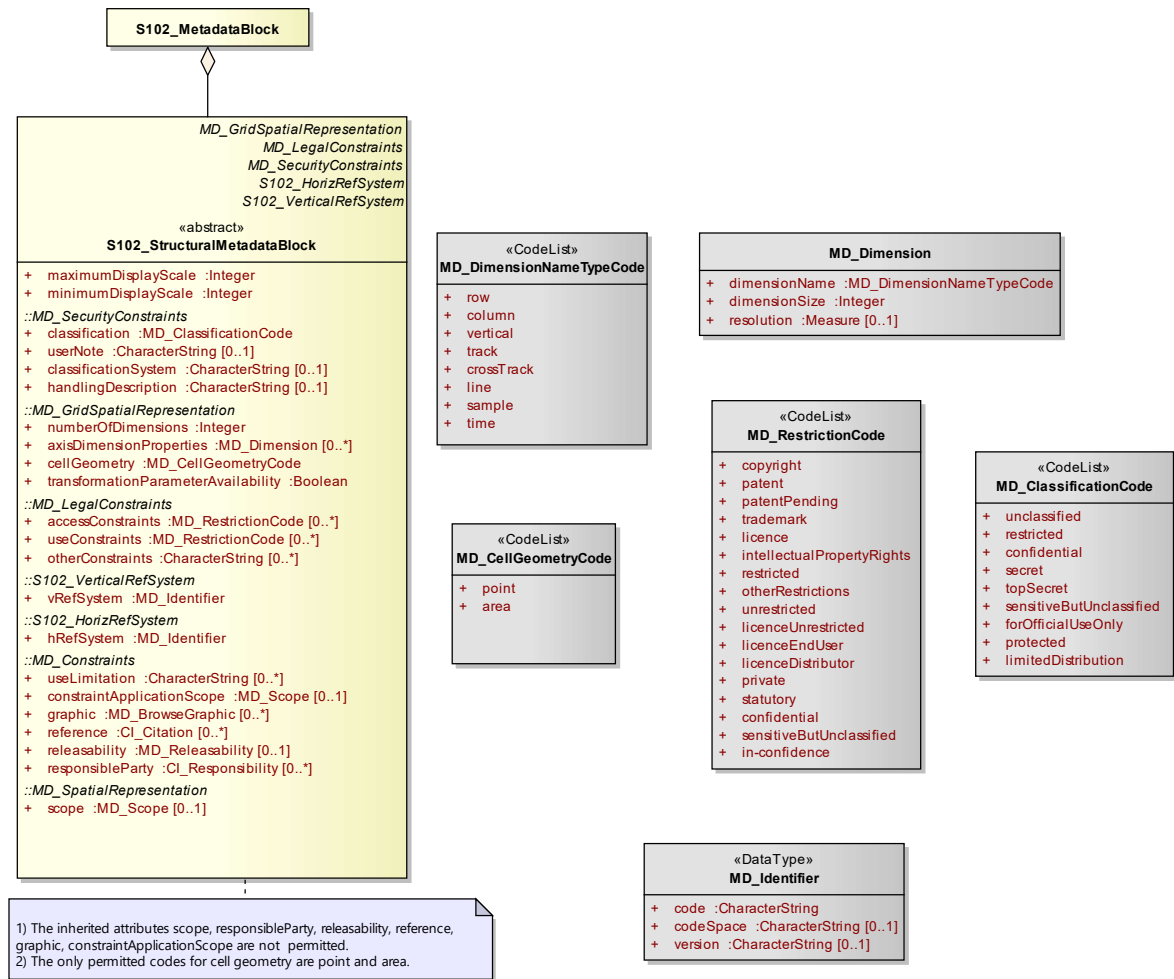 S102_MetadataBlock
MD_GridSpatialRepresentation
MD_LegalConstraints
MD_SecurityConstraints
S102_HorizRefSystem
S102_VerticalRefSystem
«abstract»
S102_StructuralMetadataBlock
+ maximumDisplayScale :Integer
+ minimumDisplayScale :Integer
::MD_SecurityConstraints
+ classification :MD_ClassificationCode
+ userNote :CharacterString [0..1]
+ classificationSystem :CharacterString [0..1]
+ handlingDescription :CharacterString [0..1]
::MD_GridSpatialRepresentation
+ numberOfDimensions :Integer
+ axisDimensionProperties :MD_Dimension [0..*]
+ cellGeometry :MD_CellGeometryCode
+ transformationParameterAvailability :Boolean
::MD_LegalConstraints
+ accessConstraints :MD_RestrictionCode [0..*]
+ useConstraints :MD_RestrictionCode [0..*]
+ otherConstraints :CharacterString [0..*]
::S102_VerticalRefSystem
+ vRefSystem :MD_Identifier
::S102_HorizRefSystem
+ hRefSystem :MD_Identifier
::MD_Constraints
+ useLimitation :CharacterString [0..*]
+ constraintApplicationScope :MD_Scope [0..1]
+ graphic :MD_BrowseGraphic [0..*]
+ reference :CI_Citation [0..*]
+ releasability :MD_Releasability [0..1]
+ responsibleParty :CI_Responsibility [0..*]
::MD_SpatialRepresentation
+ scope :MD_Scope [0..1]
1) The inherited attributes scope, responsibleParty, releasability, reference,
graphic, constraintApplicationScope are not permitted.
2) The only permitted codes for cell geometry are point and area.
«CodeList»
MD_DimensionNameTypeCode
+ row
+ column
+ vertical
+ track
+ crossTrack
+ line
+ sample
+ time
«CodeList»
MD_CellGeometryCode
+ point
+ area
MD_Dimension
+ dimensionName :MD_DimensionNameTypeCode
+ dimensionSize :Integer
+ resolution :Measure [0..1]
«CodeList»
MD_RestrictionCode
+ copyright
+ patent
+ patentPending
+ trademark
+ licence
+ intellectualPropertyRights
+ restricted
+ otherRestrictions
+ unrestricted
+ licenceUnrestricted
+ licenceEndUser
+ licenceDistributor
+ private
+ statutory
+ confidential
+ sensitiveButUnclassified
+ in-confidence
«CodeList»
MD_ClassificationCode
+ unclassified
+ restricted
+ confidential
+ secret
+ topSecret
+ sensitiveButUnclassified
+ forOfficialUseOnly
+ protected
+ limitedDistribution
«DataType»
MD_Identifier
+ code :CharacterString
+ codeSpace :CharacterString [0..1]
+ version :CharacterString [0..1]